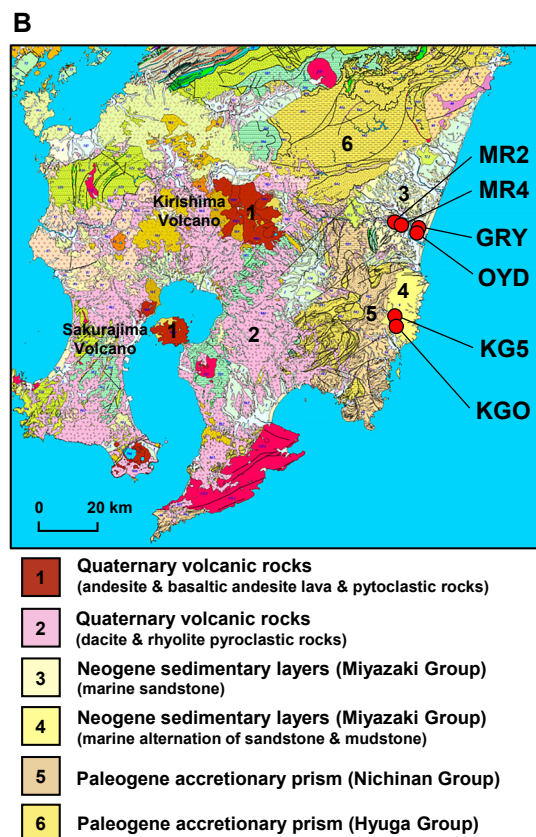 B
6
MR2
3
MR4
Kirishima
Volcano
1
GRY
OYD
4
5
Sakurajima
Volcano
1
2
KG5
KGO
0 20 km
1 Quaternary volcanic rocks
(andesite & basaltic andesite lava & pytoclastic rocks)
2 Quaternary volcanic rocks
(dacite & rhyolite pyroclastic rocks)
3 Neogene sedimentary layers (Miyazaki Group)
(marine sandstone)
4 Neogene sedimentary layers (Miyazaki Group)
(marine alternation of sandstone & mudstone)
5 Paleogene accretionary prism (Nichinan Group)
6 Paleogene accretionary prism (Hyuga Group)